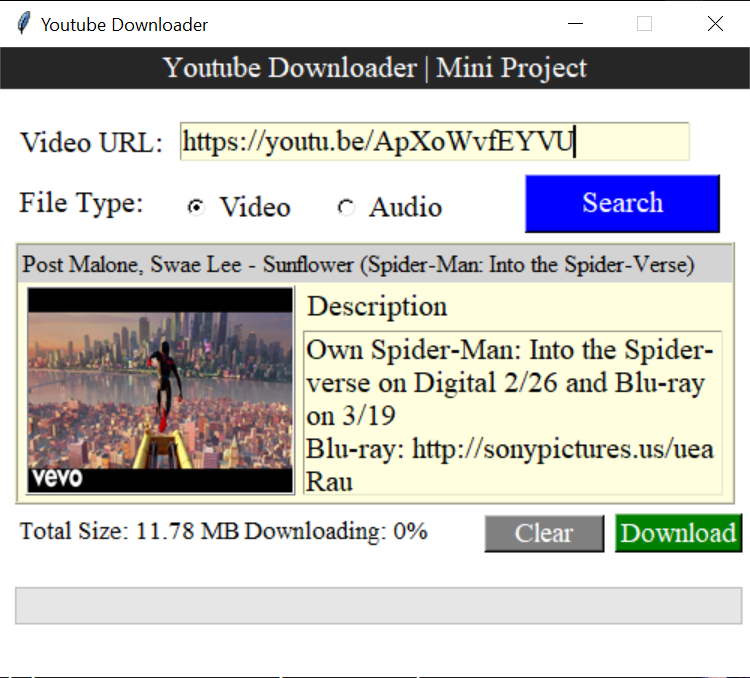 Youtube Downloader
Youtube Downloader | Mini Project
Video URL: https://youtu.be/ApXoWvfEYVU
File Type: Video Audio Search
Post Malone, Swae Lee - Sunflower (Spider-Man: Into the Spider-Verse)
Description
Own Spider-Man: Into the Spider-
verse on Digital 2/26 and Blu-ray
on 3/19
Blu-ray: http://sonypictures.us/uea
Rau
vevo
Total Size: 11.78 MB Downloading: 0% Clear Download